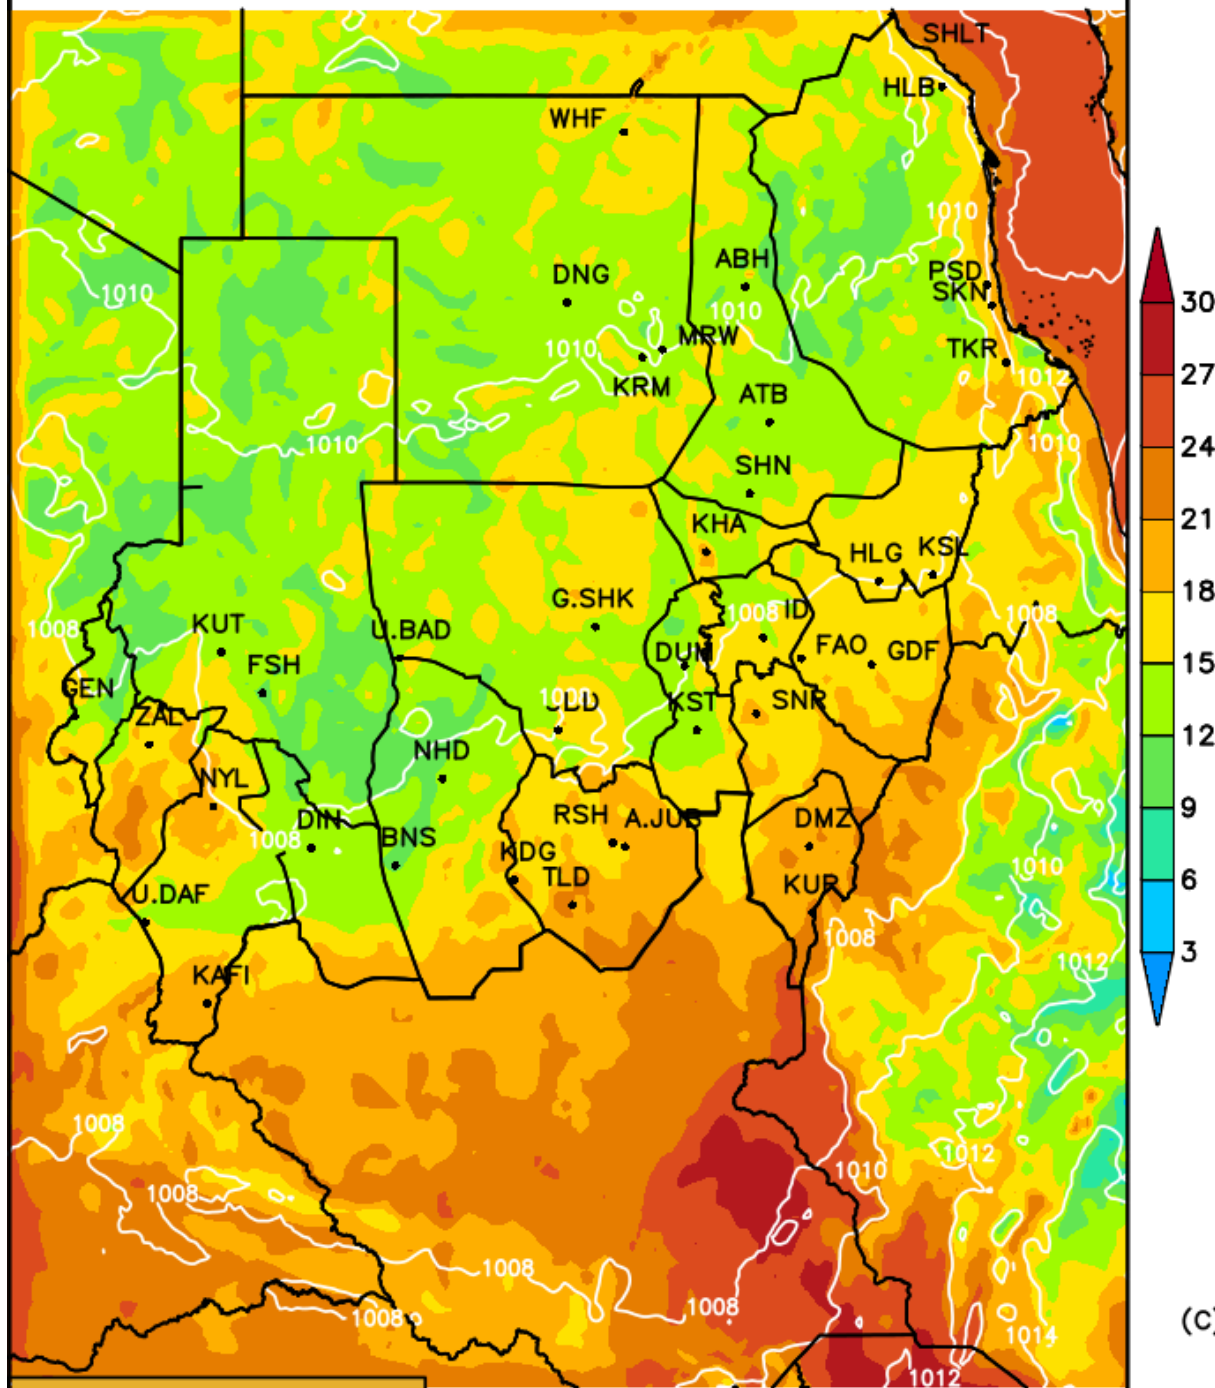 SHLT
HLB
WHF
1010
ABH
DNG
PSD
SKN
1010
1010
1010
MRW
TKR
KRM
1012
ATB
1010
1010
SHN
KHA
HLG KSL
G.SHK
1008
ID
1008
KUT
1008
U.BAD
FAO GDF
DUM
FSH
GEN
ZAL
KST
SNR
NHD
NYL
DIN
RSH A.JUB
DMZ
1008
BNS
KDG
1010
TLD
KUR
U.DAF
1008
1012
KAFI
1008
1012
1010
1008
1008
1008
1008
1014
1012
30
27
24
21
18
15
12
9
6
3
(C)